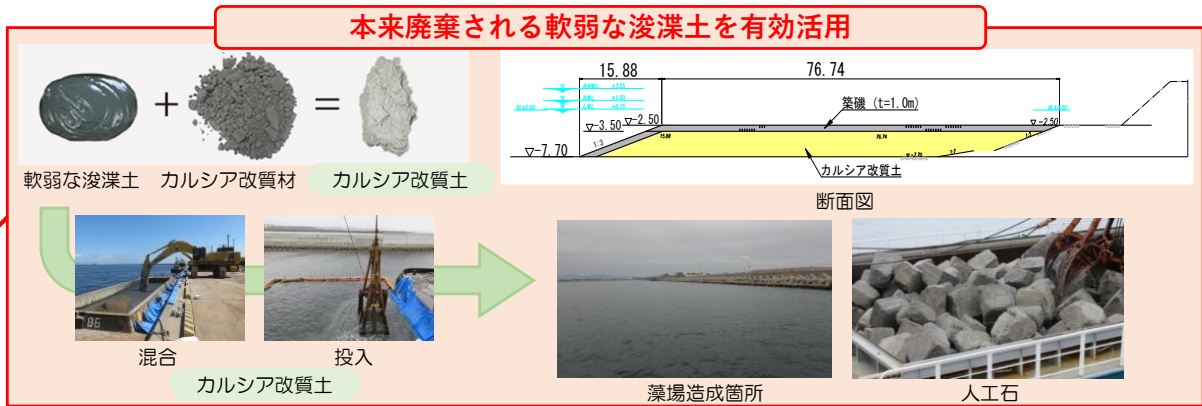 本来廃棄される軟弱な浚渫土を有効活用
+
=
軟弱な浚渫土
カルシア改質材
カルシア改質土
15.88
76.74
築磯（t=1.0m）
▽-2.50
▽-2.50
▽-3.50
1:3
▽-7.70
カルシア改質土
断面図
86
混合
投入
カルシア改質土
藻場造成箇所
人工石